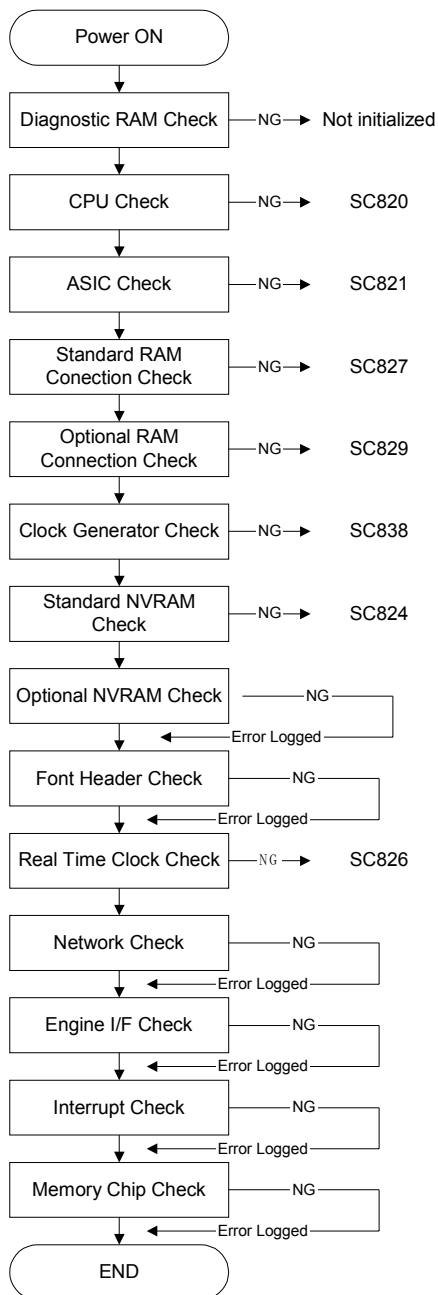 Power ON
Diagnostic RAM Check
NG
Not initialized
CPU Check
NG
SC820
ASIC Check
NG
SC821
Standard RAM
Conection Check
NG
SC827
Optional RAM
Connection Check
NG
SC829
Clock Generator Check
NG
SC838
Standard NVRAM
Check
NG
SC824
Optional NVRAM Check
NG
Error Logged
Font Header Check
NG
Error Logged
Real Time Clock Check
NG
SC826
Network Check
NG
Error Logged
Engine I/F Check
NG
Error Logged
Interrupt Check
NG
Error Logged
Memory Chip Check
NG
Error Logged
END